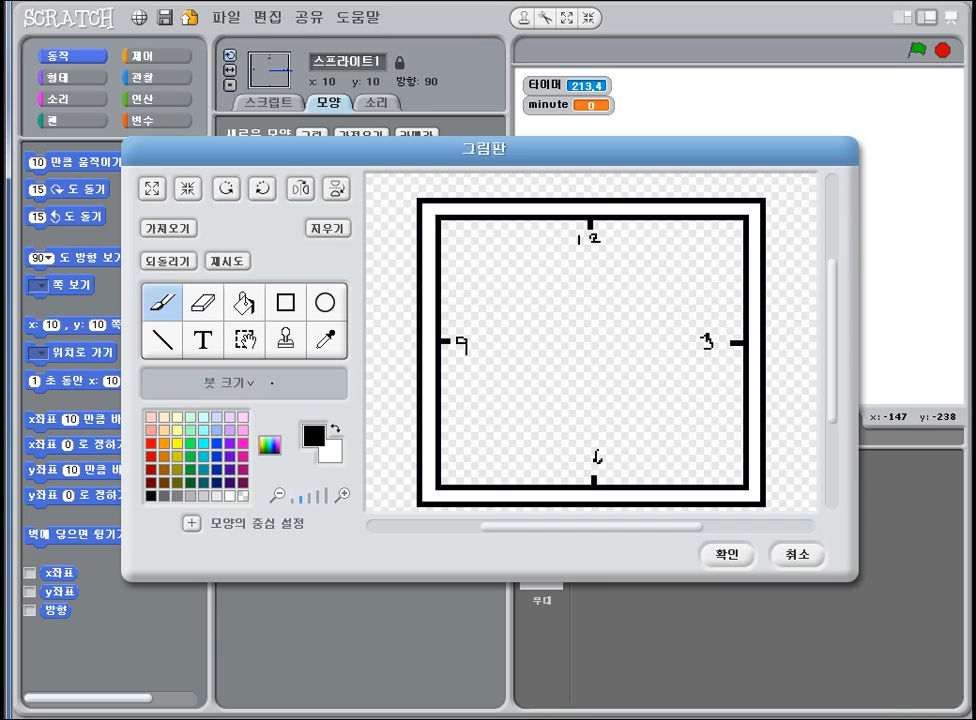 SCRATCH 파일 편집 공유 도움말
동작 제어
형태 관찰
소리 연산
펜 변수
스프라이트1
x: 10 y: 10 방향: 90
스크립트 모양 소리
타이머 213.4
minute 0
새로운 모양 그림 가져오기 카메라
그림판
10 만큼 움직이기
15 도 돌기
15 도 돌기
90 도 방향 보기
쪽 보기
x: 10 , y: 10 쪽
위치로 가기
1 초 동안 x: 10
x좌표 10 만큼 바
x좌표 0 로 정하기
y좌표 10 만큼 바
y좌표 0 로 정하기
벽에 닿으면 튕기기
x좌표
y좌표
방향
가져오기 지우기
되돌리기 재시도
T
붓 크기
모양의 중심 설정
12
9 3
6
확인 취소
x: -147 y: -238
무대